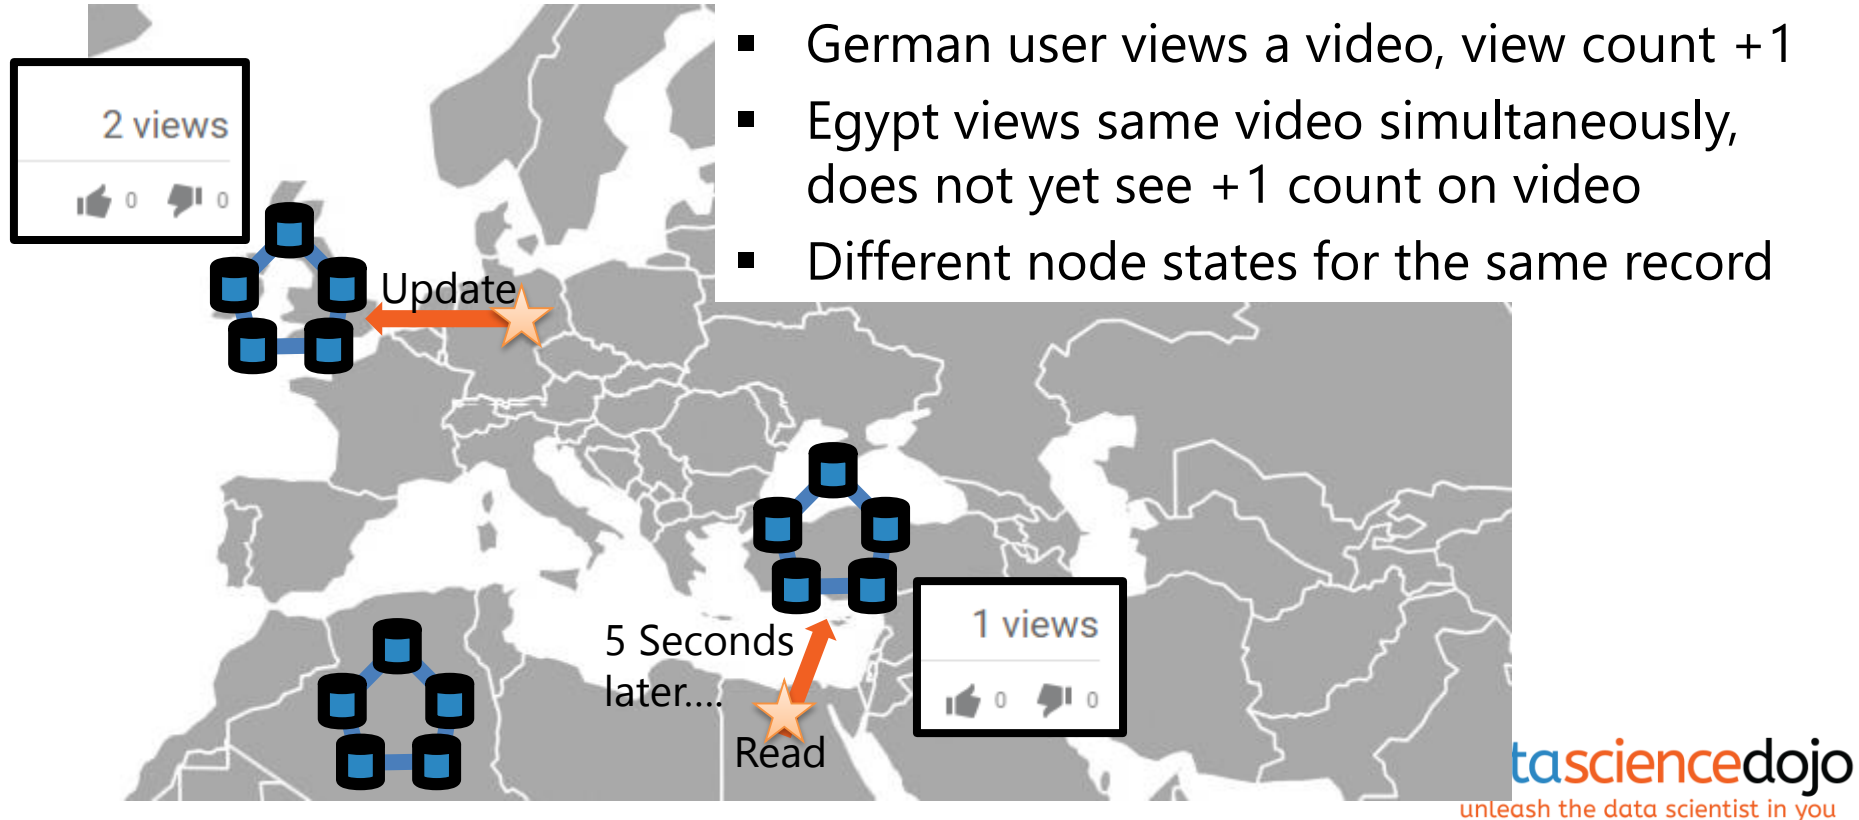 ▪ German user views a video, view count +1
▪ Egypt views same video simultaneously,
does not yet see +1 count on video
▪ Different node states for the same record
2 views
0 0
Update
5 Seconds
later....
Read
1 views
0 0
tasciencedojo
unleash the data scientist in you